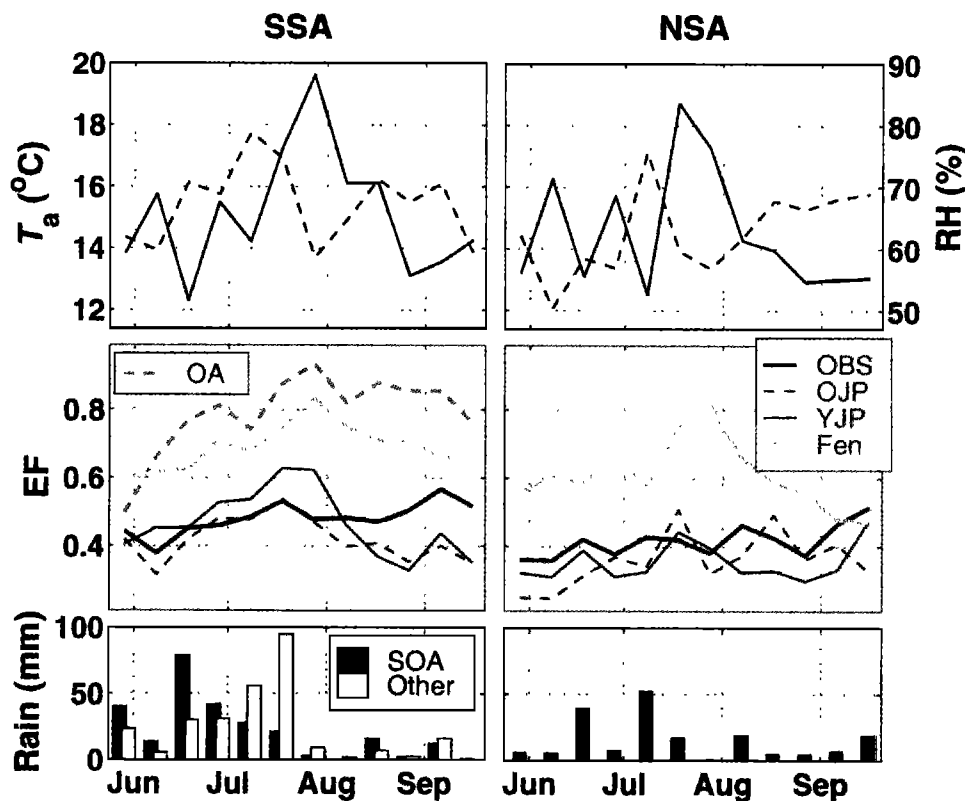 SSA
NSA
20
18
16
14
12
Ta (°C)
90
80
70
60
50
RH (%)
OA
OBS
OJP
YJP
Fen
0.8
0.6
0.4
EF
100
50
0
Rain (mm)
SOA
Other
Jun Jul Aug Sep
Jun Jul Aug Sep